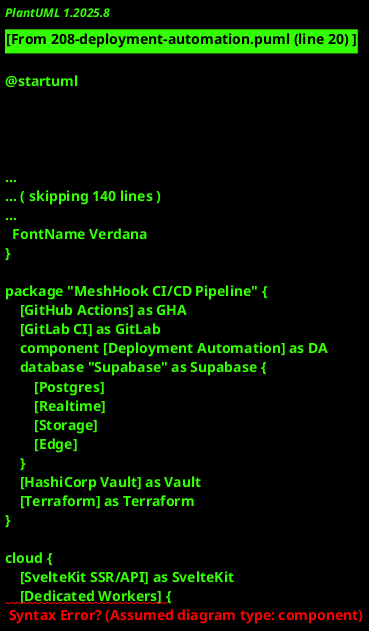 PlantUML 1.2025.8
[From 208-deployment-automation.puml (line 20) ]
@startuml
...
... ( skipping 140 lines )
...
FontName Verdana
}
package "MeshHook CI/CD Pipeline" {
[GitHub Actions] as GHA
[GitLab CI] as GitLab
component [Deployment Automation] as DA
database "Supabase" as Supabase {
[Postgres]
[Realtime]
[Storage]
[Edge]
}
[HashiCorp Vault] as Vault
[Terraform] as Terraform
}
cloud {
[SvelteKit SSR/API] as SvelteKit
[Dedicated Workers] {
Syntax Error? (Assumed diagram type: component)